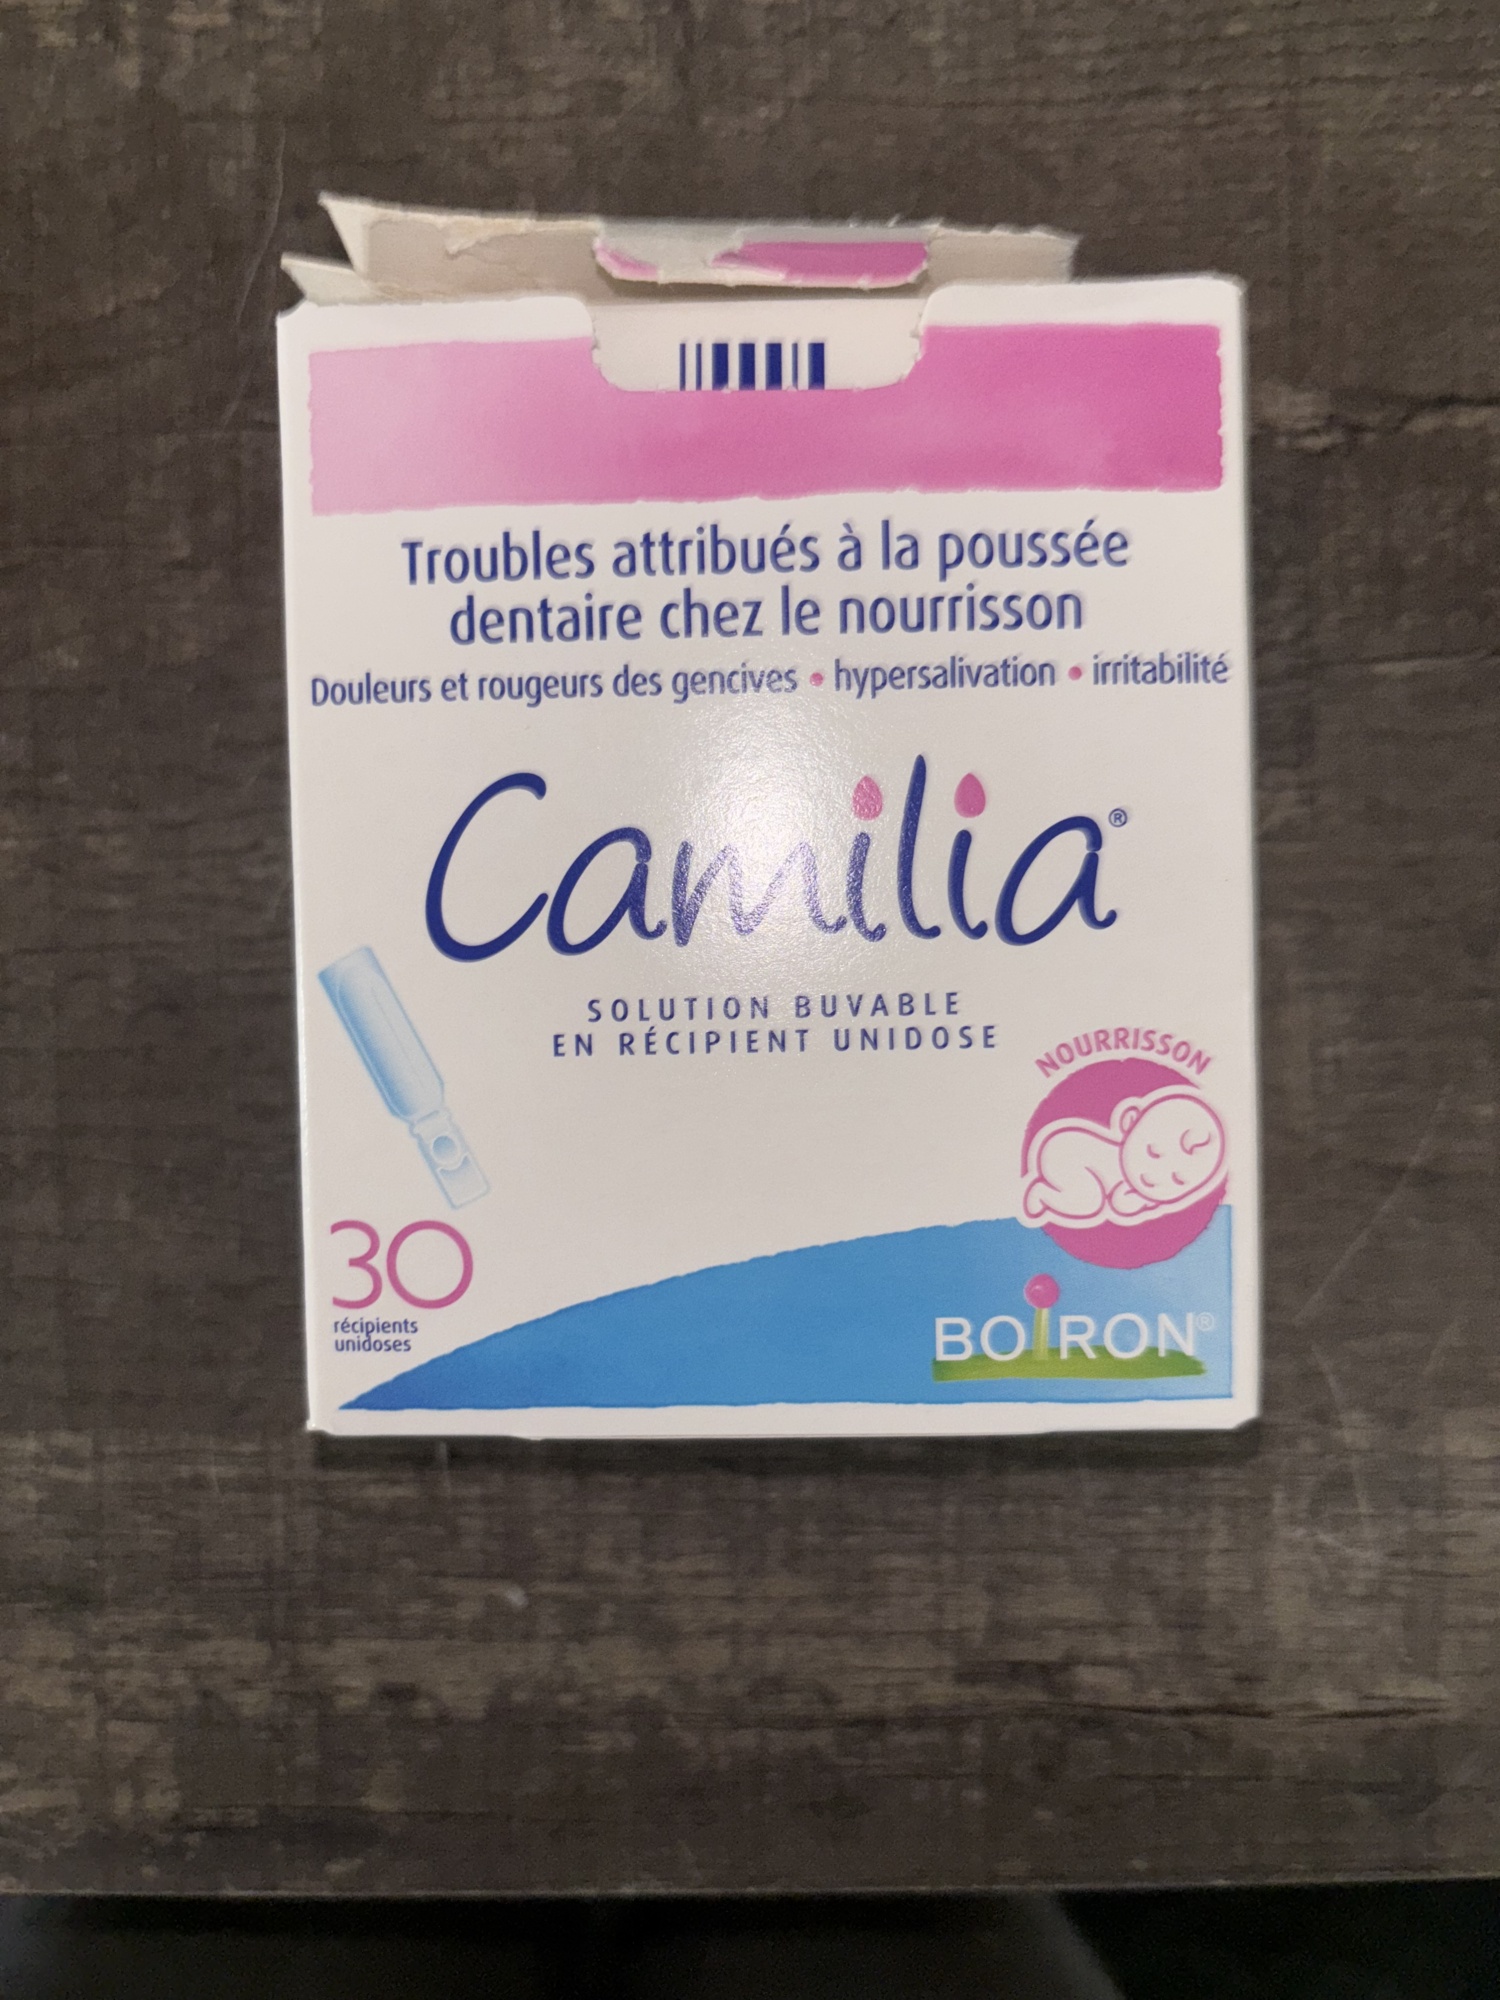 Troubles attribués à la poussée
dentaire chez le nourrisson
Douleurs et rougeurs des gencives • hypersalivation • irritabilité
Camilia®
SOLUTION BUVABLE
EN RÉCIPIENT UNIDOSE
NOURRISSON
30
récipients
unidoses
BOIRON®